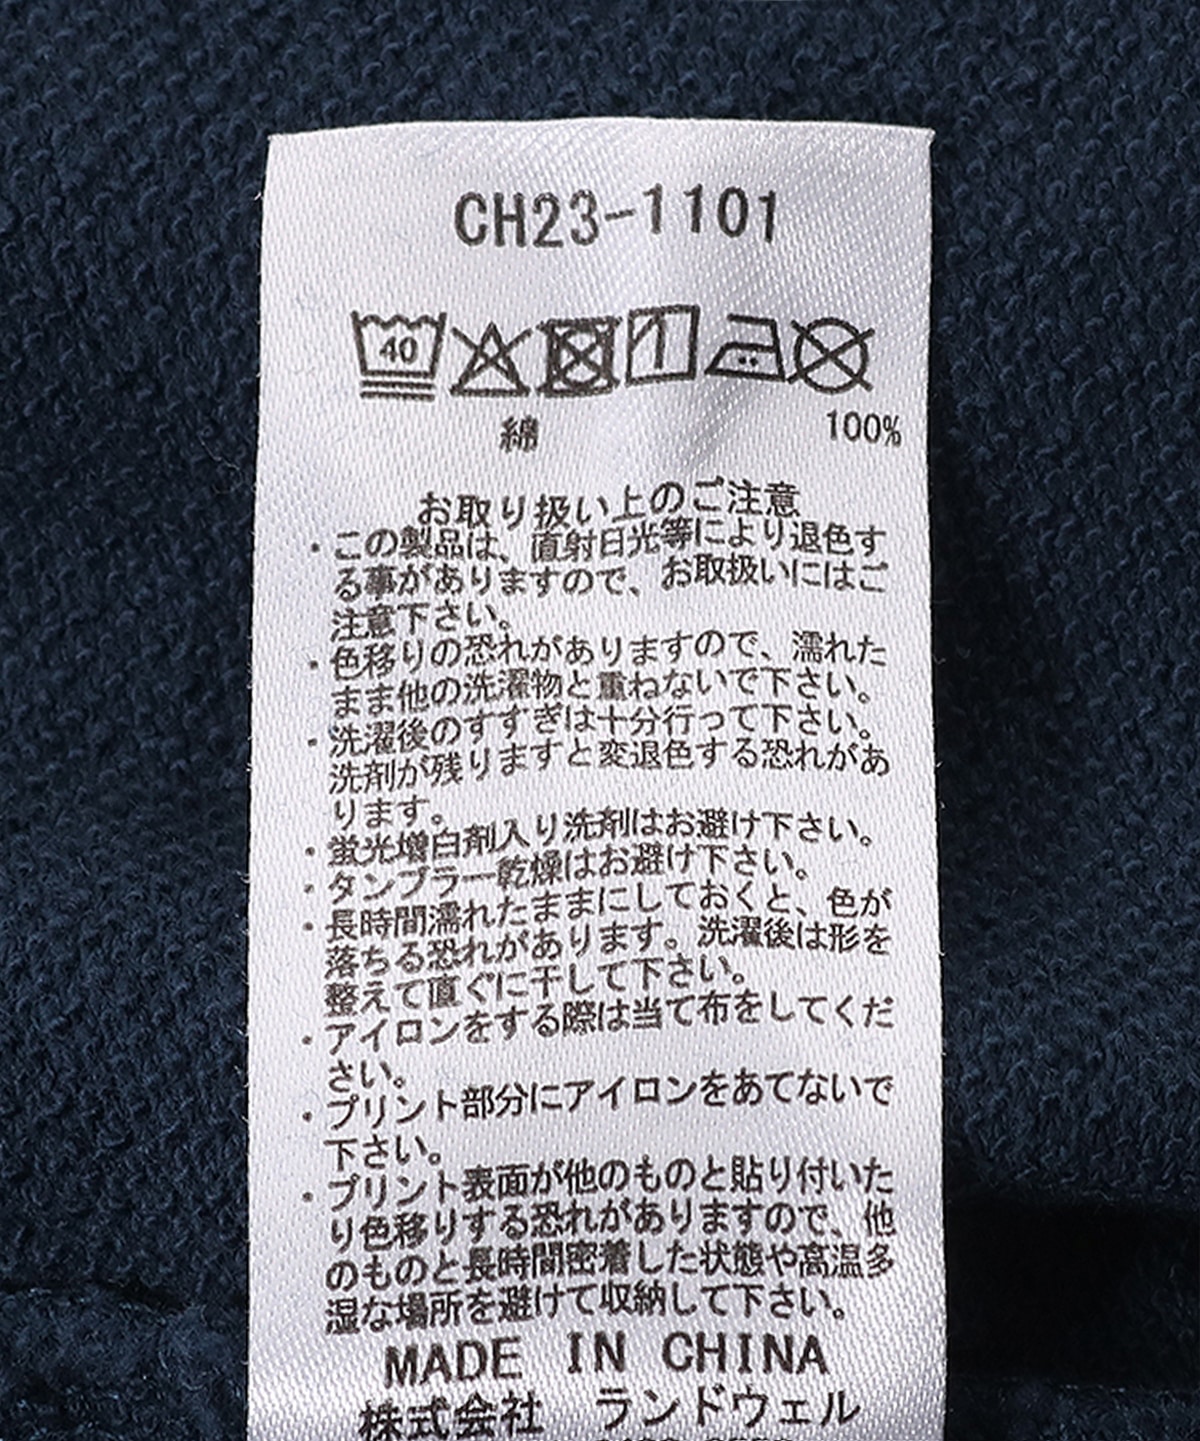 CH23-1101
40
綿 100%
お取り扱い上のご注意
・この製品は、直射日光等により退色す
る事がありますので、お取扱いにはご
注意下さい。
・色移りの恐れがありますので、濡れた
まま他の洗濯物と重ねないで下さい。
・洗濯後のすすぎは十分行って下さい。
洗剤が残りますと変退色する恐れがあ
ります。
・蛍光増白剤入り洗剤はお避け下さい。
・タンブラー乾燥はお避け下さい。
・長時間濡れたままにしておくと、色が
落ちる恐れがあります。洗濯後は形を
整えて直ぐに干して下さい。
・アイロンをする際は当て布をしてくだ
さい。
・プリント部分にアイロンをあてないで
下さい。
・プリント表面が他のものと貼り付いた
り色移りする恐れがありますので、他
のものと長時間密着した状態や高温多
湿な場所を避けて収納して下さい。
MADE IN CHINA
株式会社 ランドウェル